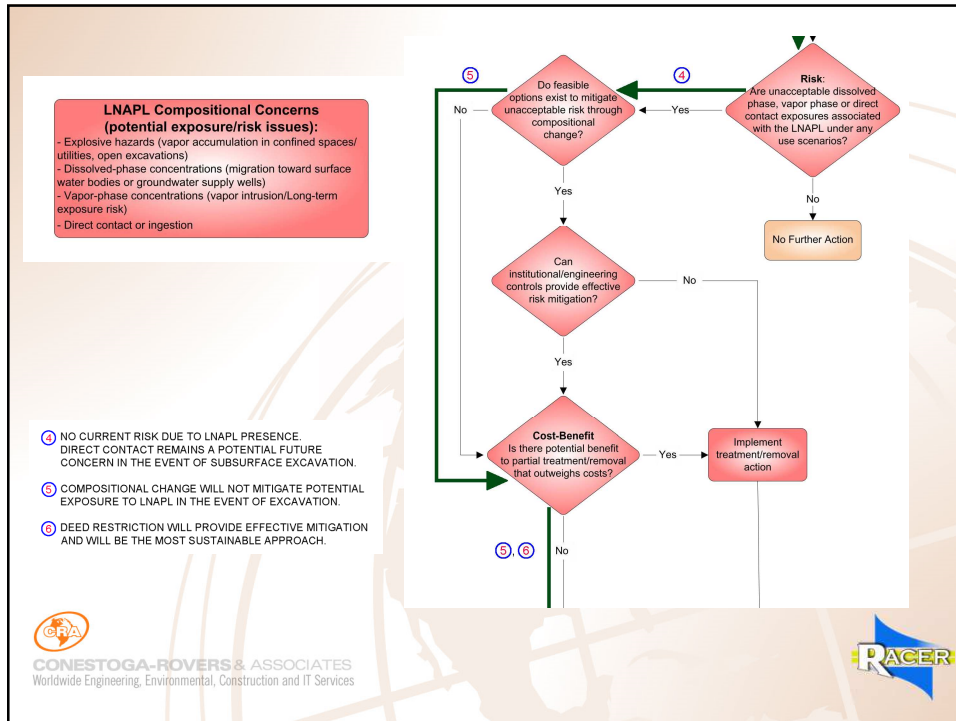 LNAPL Compositional Concerns
(potential exposure/risk issues):
- Explosive hazards (vapor accumulation in confined spaces/
utilities, open excavations)
- Dissolved-phase concentrations (migration toward surface
water bodies or groundwater supply wells)
- Vapor-phase concentrations (vapor intrusion/Long-term
exposure risk)
- Direct contact or ingestion
④ NO CURRENT RISK DUE TO LNAPL PRESENCE.
DIRECT CONTACT REMAINS A POTENTIAL FUTURE
CONCERN IN THE EVENT OF SUBSURFACE EXCAVATION.
⑤ COMPOSITIONAL CHANGE WILL NOT MITIGATE POTENTIAL
EXPOSURE TO LNAPL IN THE EVENT OF EXCAVATION.
⑥ DEED RESTRICTION WILL PROVIDE EFFECTIVE MITIGATION
AND WILL BE THE MOST SUSTAINABLE APPROACH.
⑤
④
Risk:
Are unacceptable dissolved
phase, vapor phase or direct
contact exposures associated
with the LNAPL under any
use scenarios?
Yes
No
No Further Action
Do feasible
options exist to mitigate
unacceptable risk through
compositional
change?
No
Yes
Can
institutional/engineering
controls provide effective
risk mitigation?
No
Yes
Cost-Benefit
Is there potential benefit
to partial treatment/removal
that outweighs costs?
Yes
Implement
treatment/removal
action
⑤, ⑥
No
CRA
CONESTOGA-ROVERS & ASSOCIATES
Worldwide Engineering, Environmental, Construction and IT Services
RACER